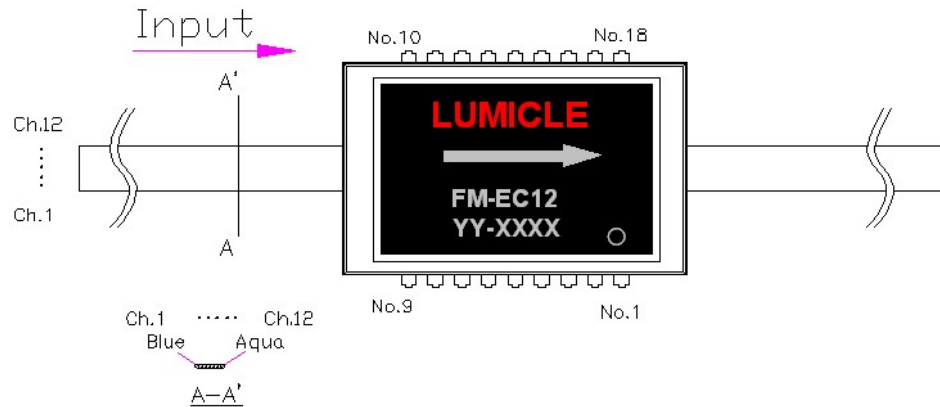 Input
No.10
No.18
A'
Ch.12
Ch.1
A
LUMICLE
FM-EC12
YY-XXXX
No.9
No.1
Ch.1 ..... Ch.12
Blue Aqua
A-A'